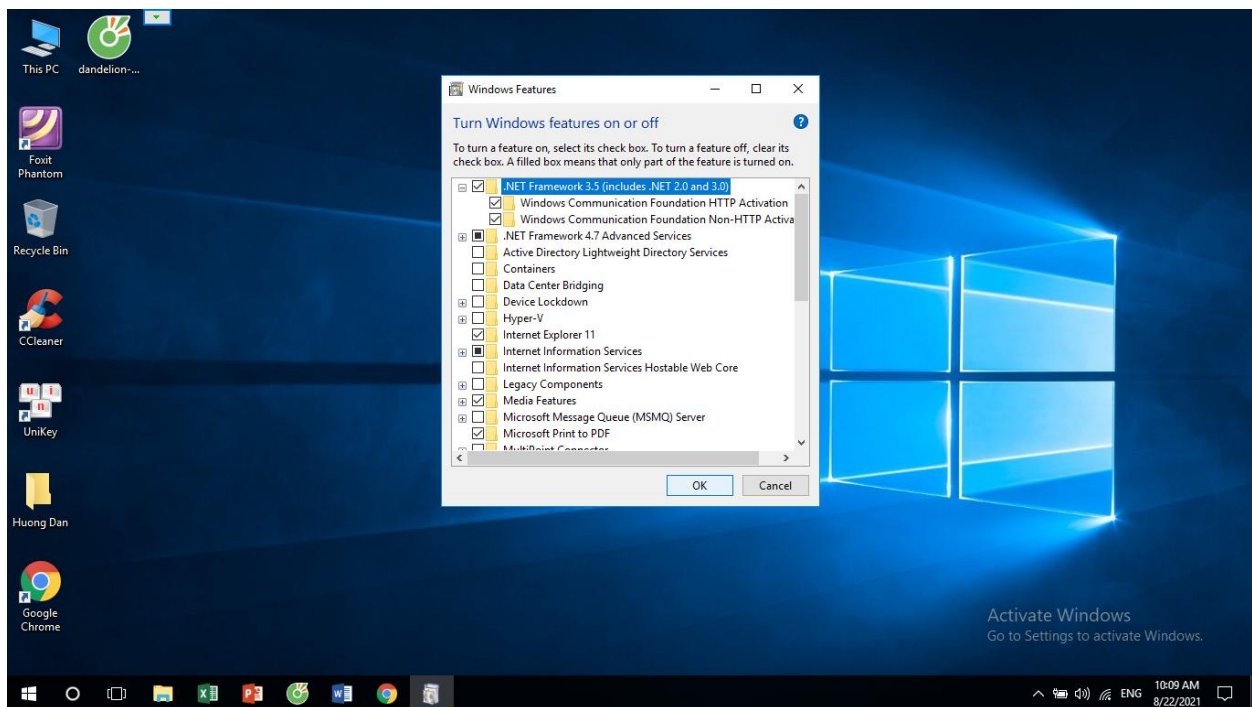 This PC
dandelion-...
Foxit
Phantom
Recycle Bin
CCleaner
UniKey
Huong Dan
Google
Chrome
Windows Features
Turn Windows features on or off
To turn a feature on, select its check box. To turn a feature off, clear its
check box. A filled box means that only part of the feature is turned on.
.NET Framework 3.5 (includes .NET 2.0 and 3.0)
Windows Communication Foundation HTTP Activation
Windows Communication Foundation Non-HTTP Activa
.NET Framework 4.7 Advanced Services
Active Directory Lightweight Directory Services
Containers
Data Center Bridging
Device Lockdown
Hyper-V
Internet Explorer 11
Internet Information Services
Internet Information Services Hostable Web Core
Legacy Components
Media Features
Microsoft Message Queue (MSMQ) Server
Microsoft Print to PDF
MultiPoint Connector
OK
Cancel
Activate Windows
Go to Settings to activate Windows.
ENG
10:09 AM
8/22/2021